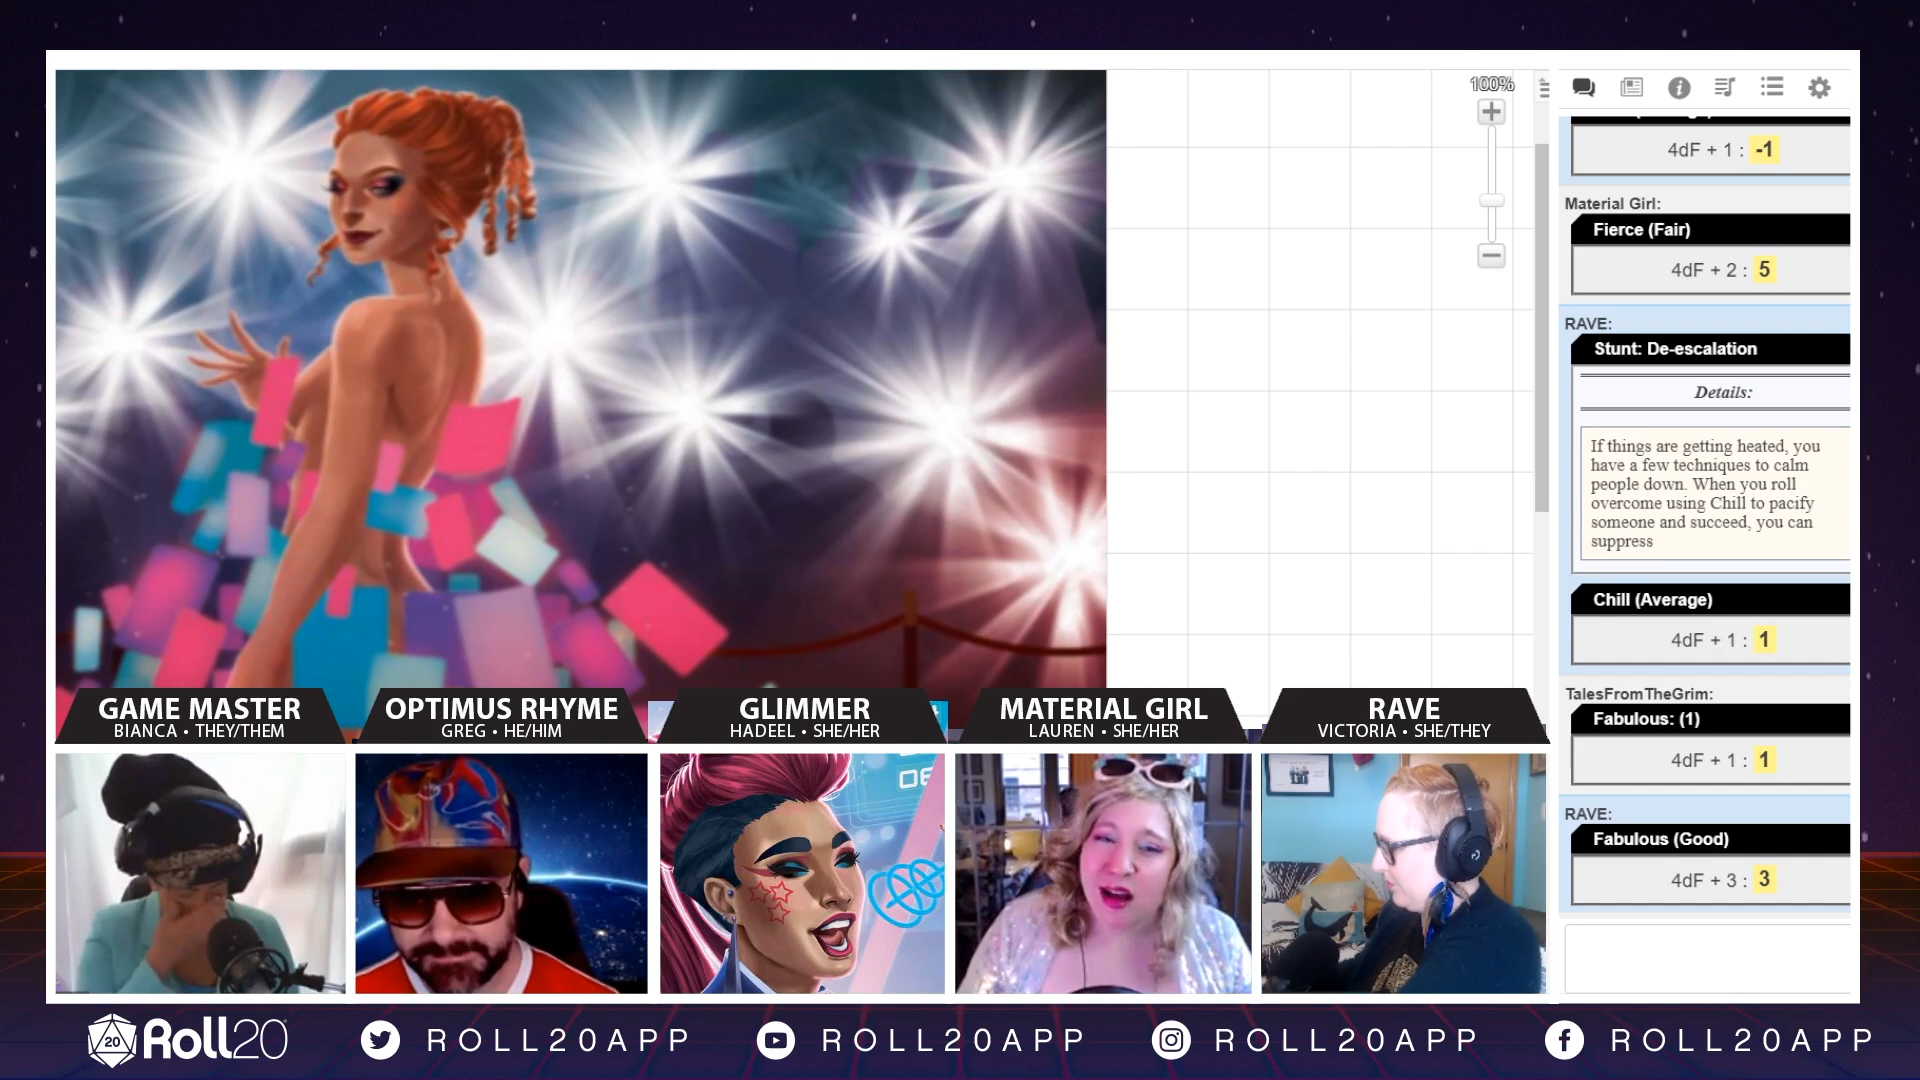 100%
4dF + 1 : -1
Material Girl:
Fierce (Fair)
4dF + 2 : 5
RAVE:
Stunt: De-escalation
Details:
If things are getting heated, you
have a few techniques to calm
people down. When you roll
overcome using Chill to pacify
someone and succeed, you can
suppress
Chill (Average)
4dF + 1 : 1
TalesFromTheGrim:
Fabulous: (1)
4dF + 1 : 1
RAVE:
Fabulous (Good)
4dF + 3 : 3
GAME MASTER
BIANCA • THEY/THEM
OPTIMUS RHYME
GREG • HE/HIM
GLIMMER
HADEEL • SHE/HER
MATERIAL GIRL
LAUREN • SHE/HER
RAVE
VICTORIA • SHE/THEY
20 Roll20
ROLL20APP
ROLL20APP
ROLL20APP
ROLL20APP